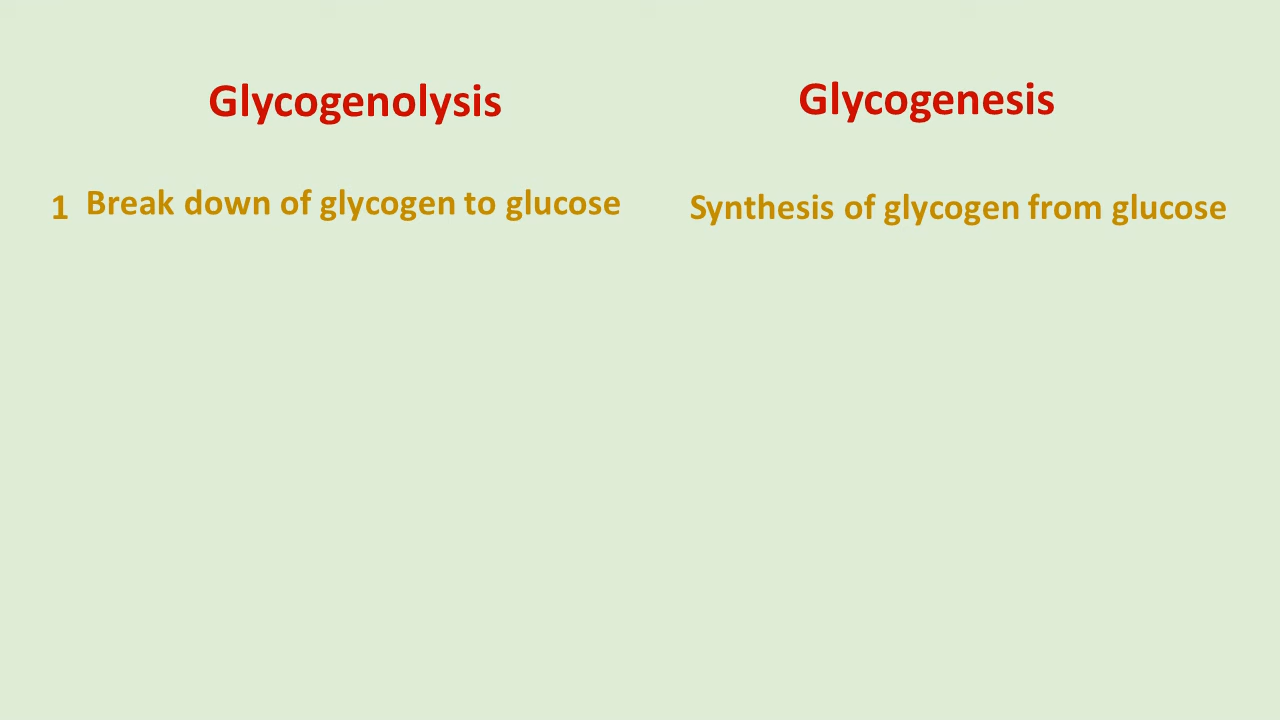 Glycogenolysis
Glycogenesis
1 Break down of glycogen to glucose
Synthesis of glycogen from glucose